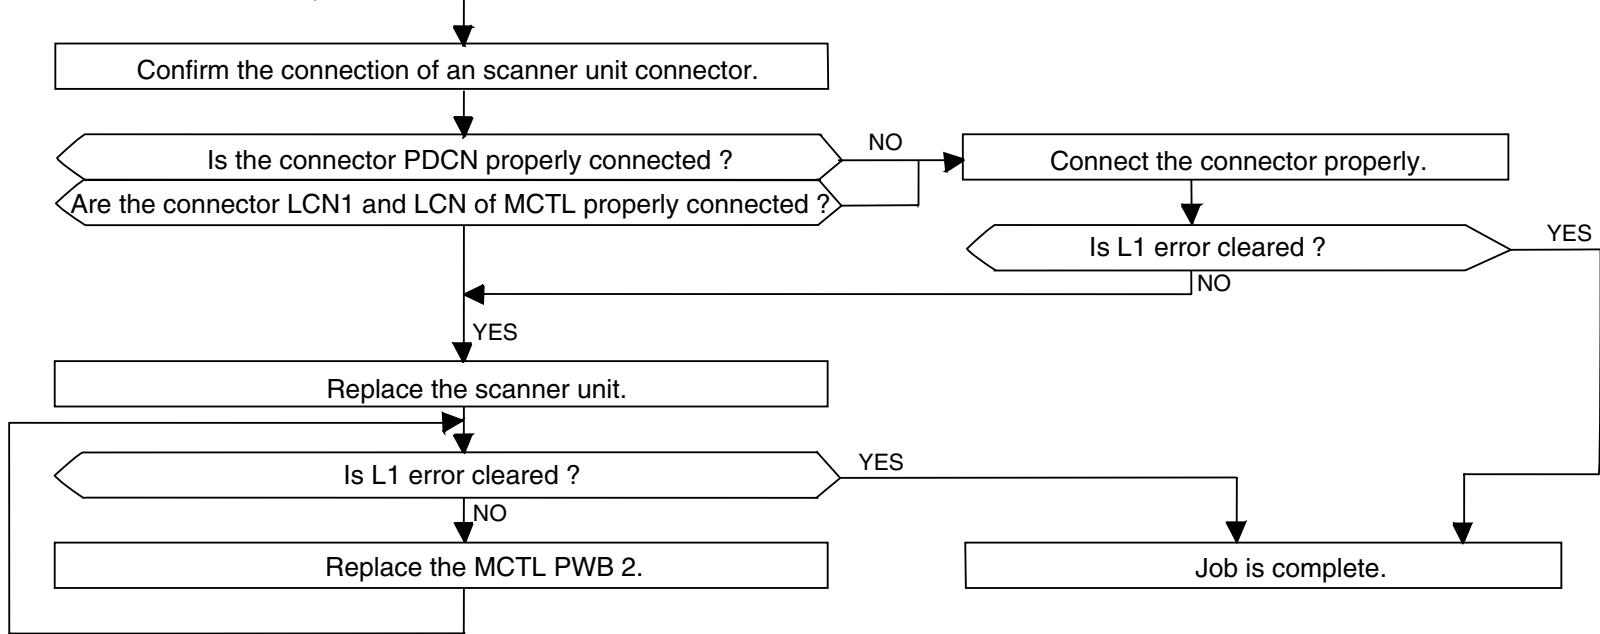 Confirm the connection of an scanner unit connector.
Is the connector PDCN properly connected ?
NO
Connect the connector properly.
Are the connector LCN1 and LCN of MCTL properly connected ?
Is L1 error cleared ?
YES
NO
YES
Replace the scanner unit.
Is L1 error cleared ?
YES
NO
Replace the MCTL PWB 2.
Job is complete.